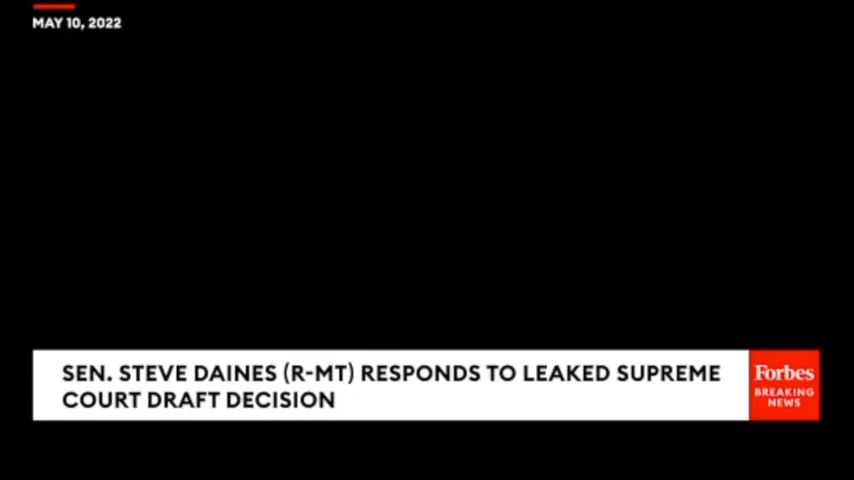 MAY 10, 2022
SEN. STEVE DAINES (R-MT) RESPONDS TO LEAKED SUPREME
COURT DRAFT DECISION
Forbes
BREAKING
NEWS